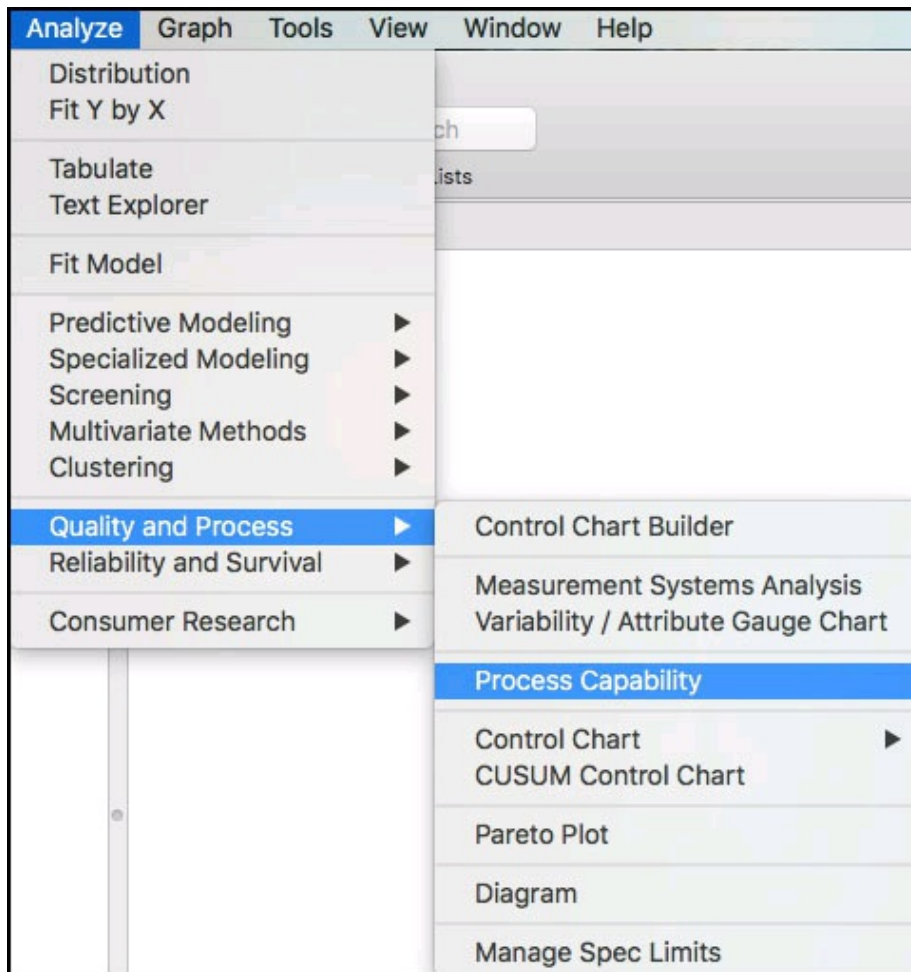 Analyze Graph Tools View Window Help
Distribution
Fit Y by X
ch
Tabulate
Lists
Text Explorer
Fit Model
Predictive Modeling
Specialized Modeling
Screening
Multivariate Methods
Clustering
Quality and Process
Reliability and Survival
Consumer Research
Control Chart Builder
Measurement Systems Analysis
Variability / Attribute Gauge Chart
Process Capability
Control Chart
CUSUM Control Chart
Pareto Plot
Diagram
Manage Spec Limits